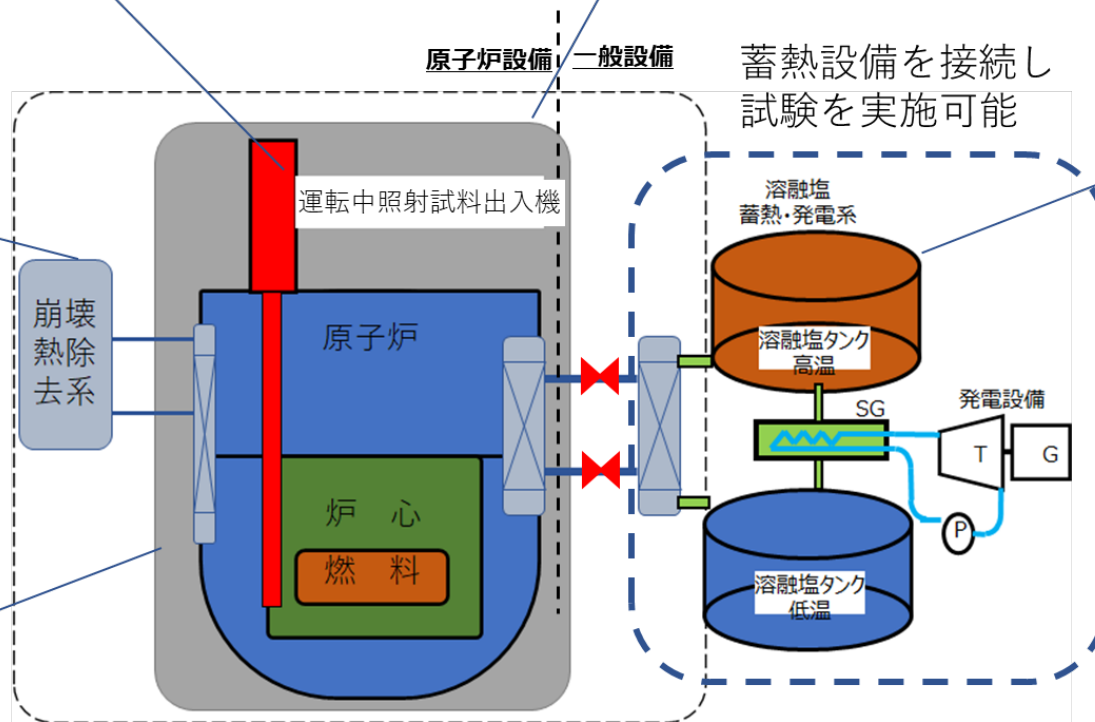 原子炉設備
一般設備
蓄熱設備を接続し
試験を実施可能
運転中照射試料出入機
溶融塩
蓄熱・発電系
崩壊
熱除
去系
原子炉
溶融塩タンク
高温
SG
発電設備
T
G
炉 心
燃 料
P
溶融塩タンク
低温